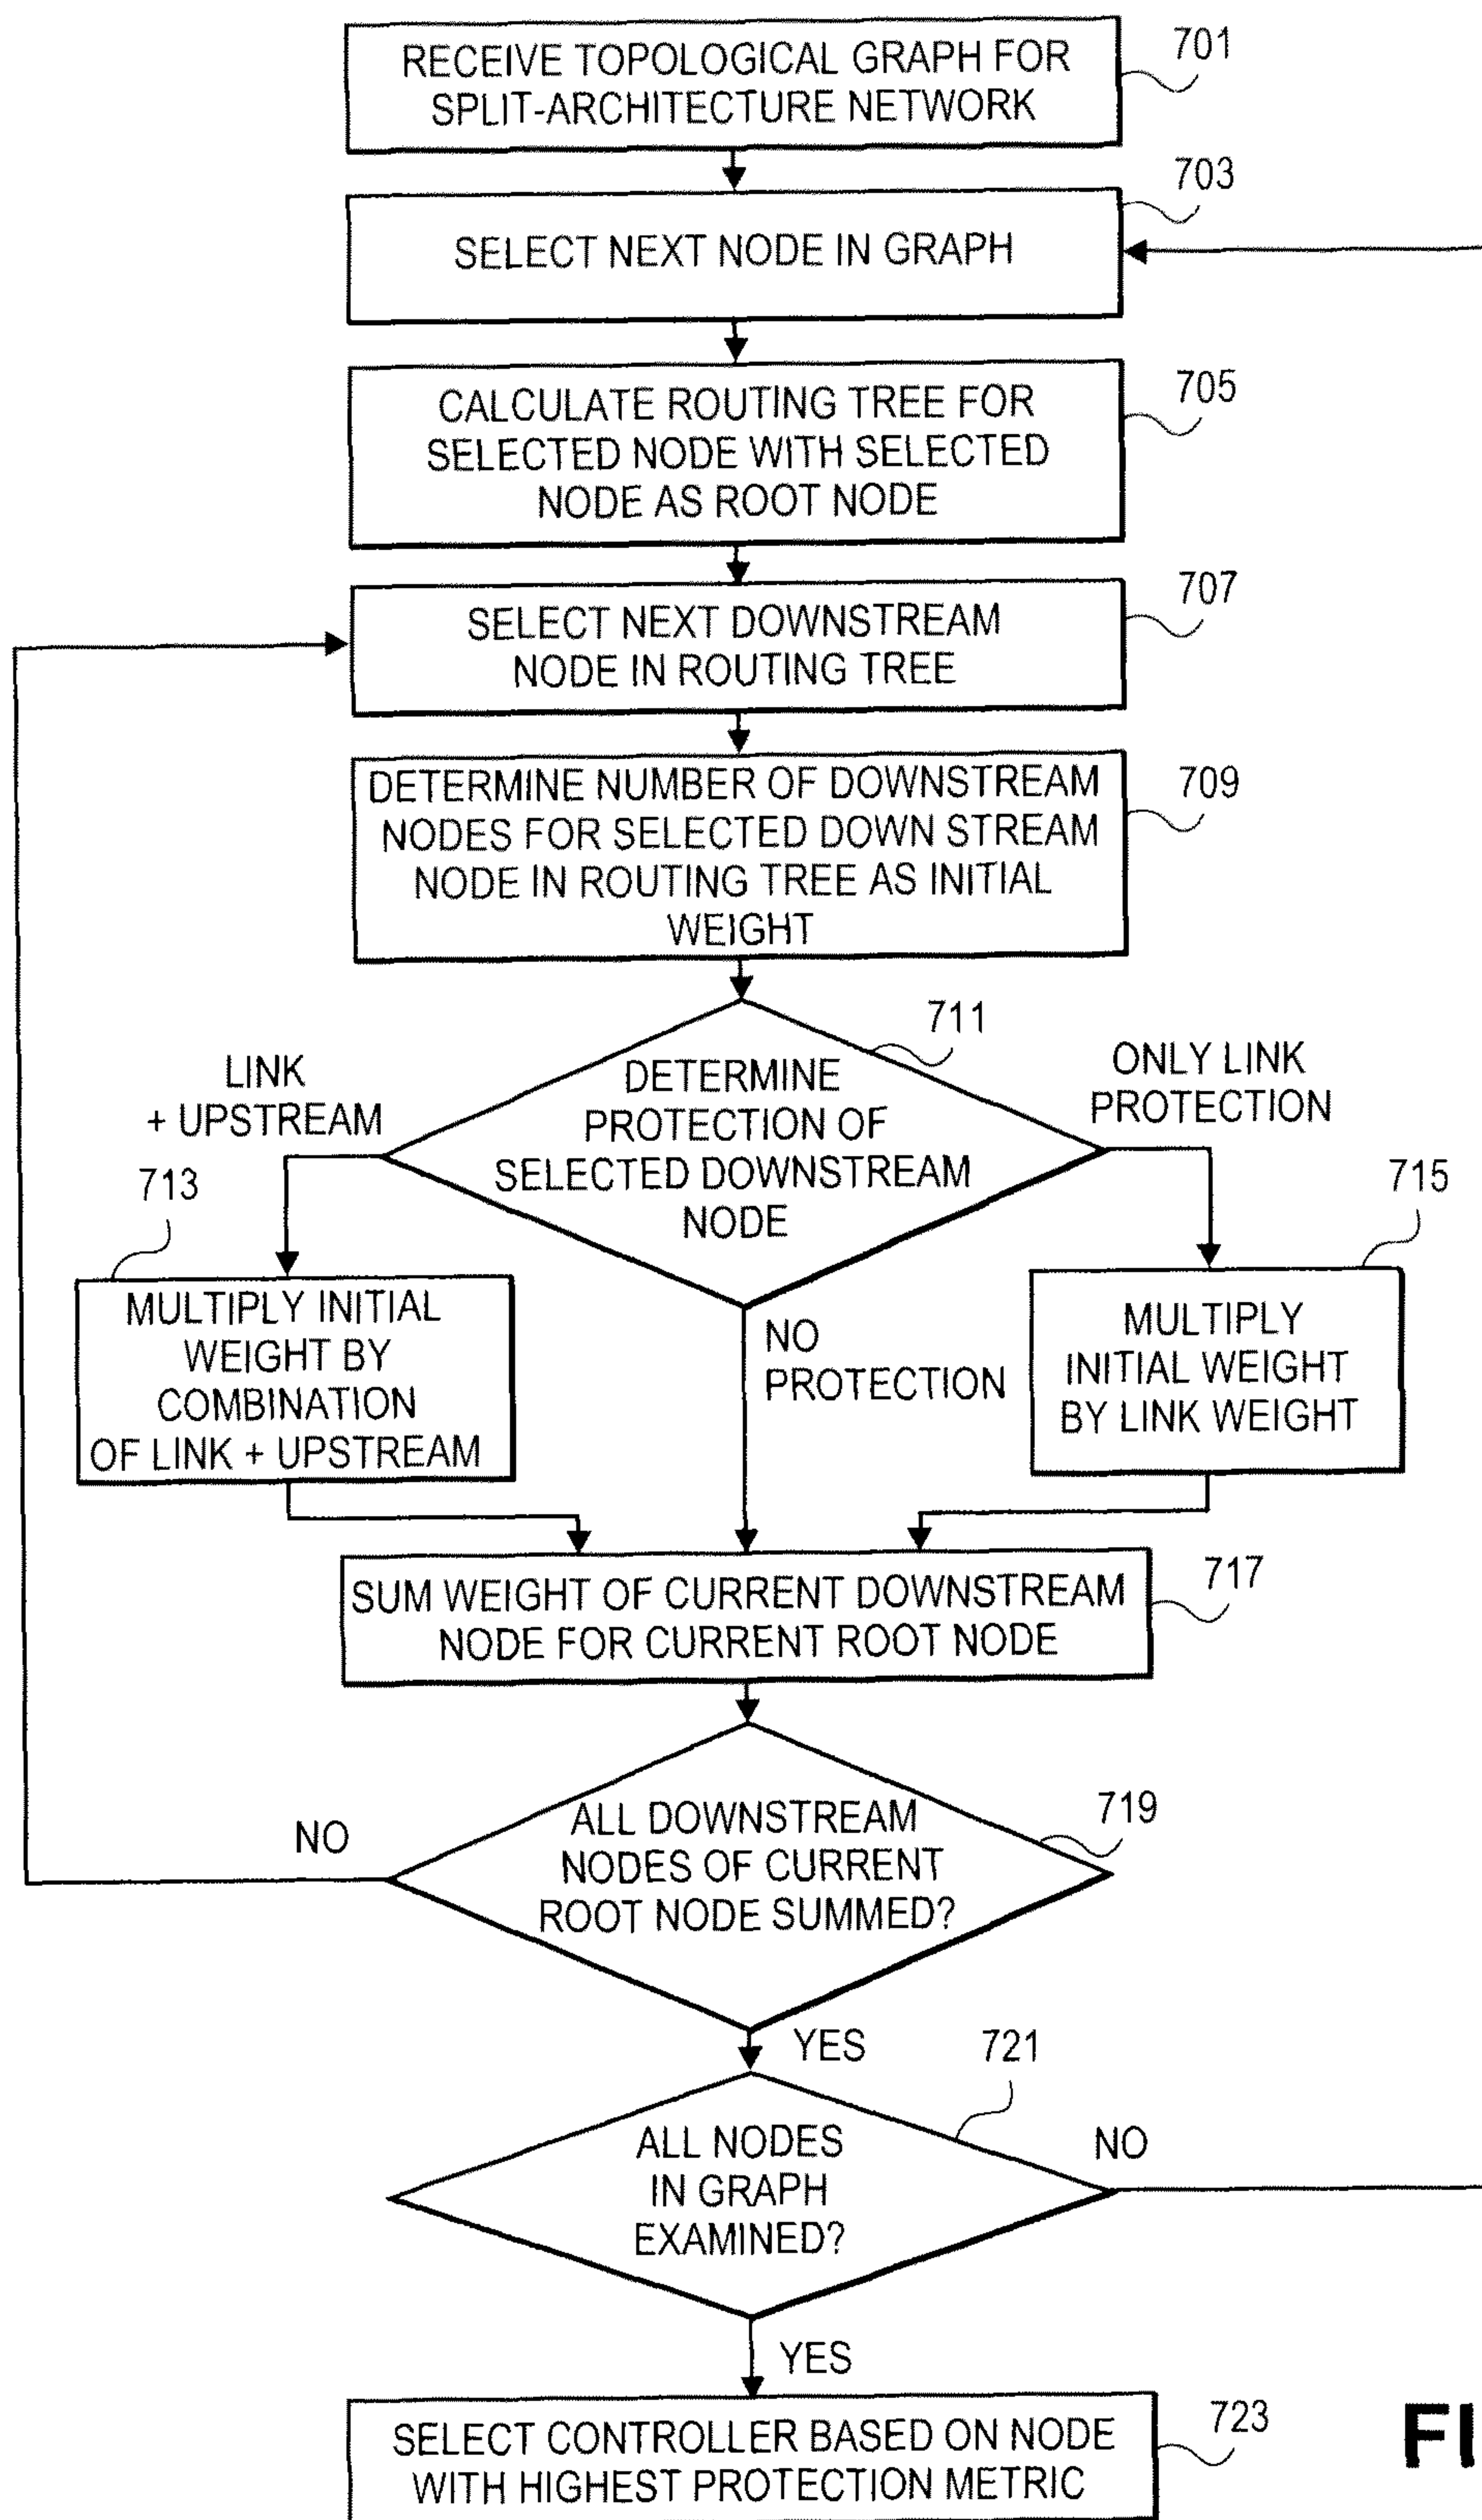 RECEIVE TOPOLOGICAL GRAPH FOR
SPLIT-ARCHITECTURE NETWORK
701
703
SELECT NEXT NODE IN GRAPH
705
CALCULATE ROUTING TREE FOR
SELECTED NODE WITH SELECTED
NODE AS ROOT NODE
707
SELECT NEXT DOWNSTREAM
NODE IN ROUTING TREE
709
DETERMINE NUMBER OF DOWNSTREAM
NODES FOR SELECTED DOWN STREAM
NODE IN ROUTING TREE AS INITIAL
WEIGHT
711
DETERMINE
PROTECTION OF
SELECTED DOWNSTREAM
NODE
LINK
+ UPSTREAM
ONLY LINK
PROTECTION
713
715
MULTIPLY INITIAL
WEIGHT BY
COMBINATION
OF LINK + UPSTREAM
NO
PROTECTION
MULTIPLY
INITIAL WEIGHT
BY LINK WEIGHT
717
SUM WEIGHT OF CURRENT DOWNSTREAM
NODE FOR CURRENT ROOT NODE
719
ALL DOWNSTREAM
NODES OF CURRENT
ROOT NODE SUMMED?
NO
YES
721
ALL NODES
IN GRAPH
EXAMINED?
NO
YES
723
SELECT CONTROLLER BASED ON NODE
WITH HIGHEST PROTECTION METRIC
FI